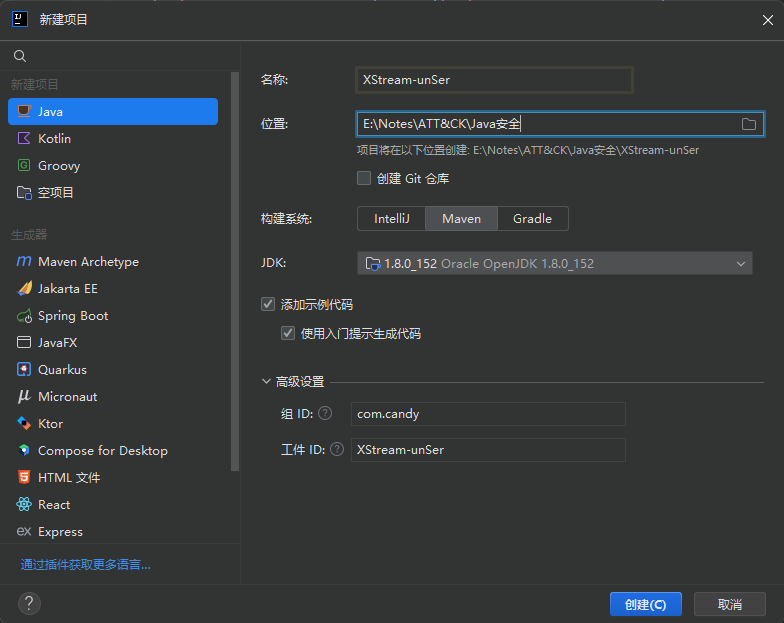 新建项目
新建项目
Java
Kotlin
Groovy
空项目
生成器
m Maven Archetype
Jakarta EE
Spring Boot
JavaFX
Quarkus
μ Micronaut
Ktor
Compose for Desktop
HTML 文件
React
ex Express
通过插件获取更多语言...
名称: XStream-unSer
位置: E:\Notes\ATT&CK\Java安全
项目将在以下位置创建: E:\Notes\ATT&CK\Java安全\XStream-unSer
创建 Git 仓库
构建系统: IntelliJ Maven Gradle
JDK: 1.8.0_152 Oracle OpenJDK 1.8.0_152
添加示例代码
使用入门提示生成代码
高级设置
组 ID: ? com.candy
工件 ID: ? XStream-unSer
? 创建(C) 取消